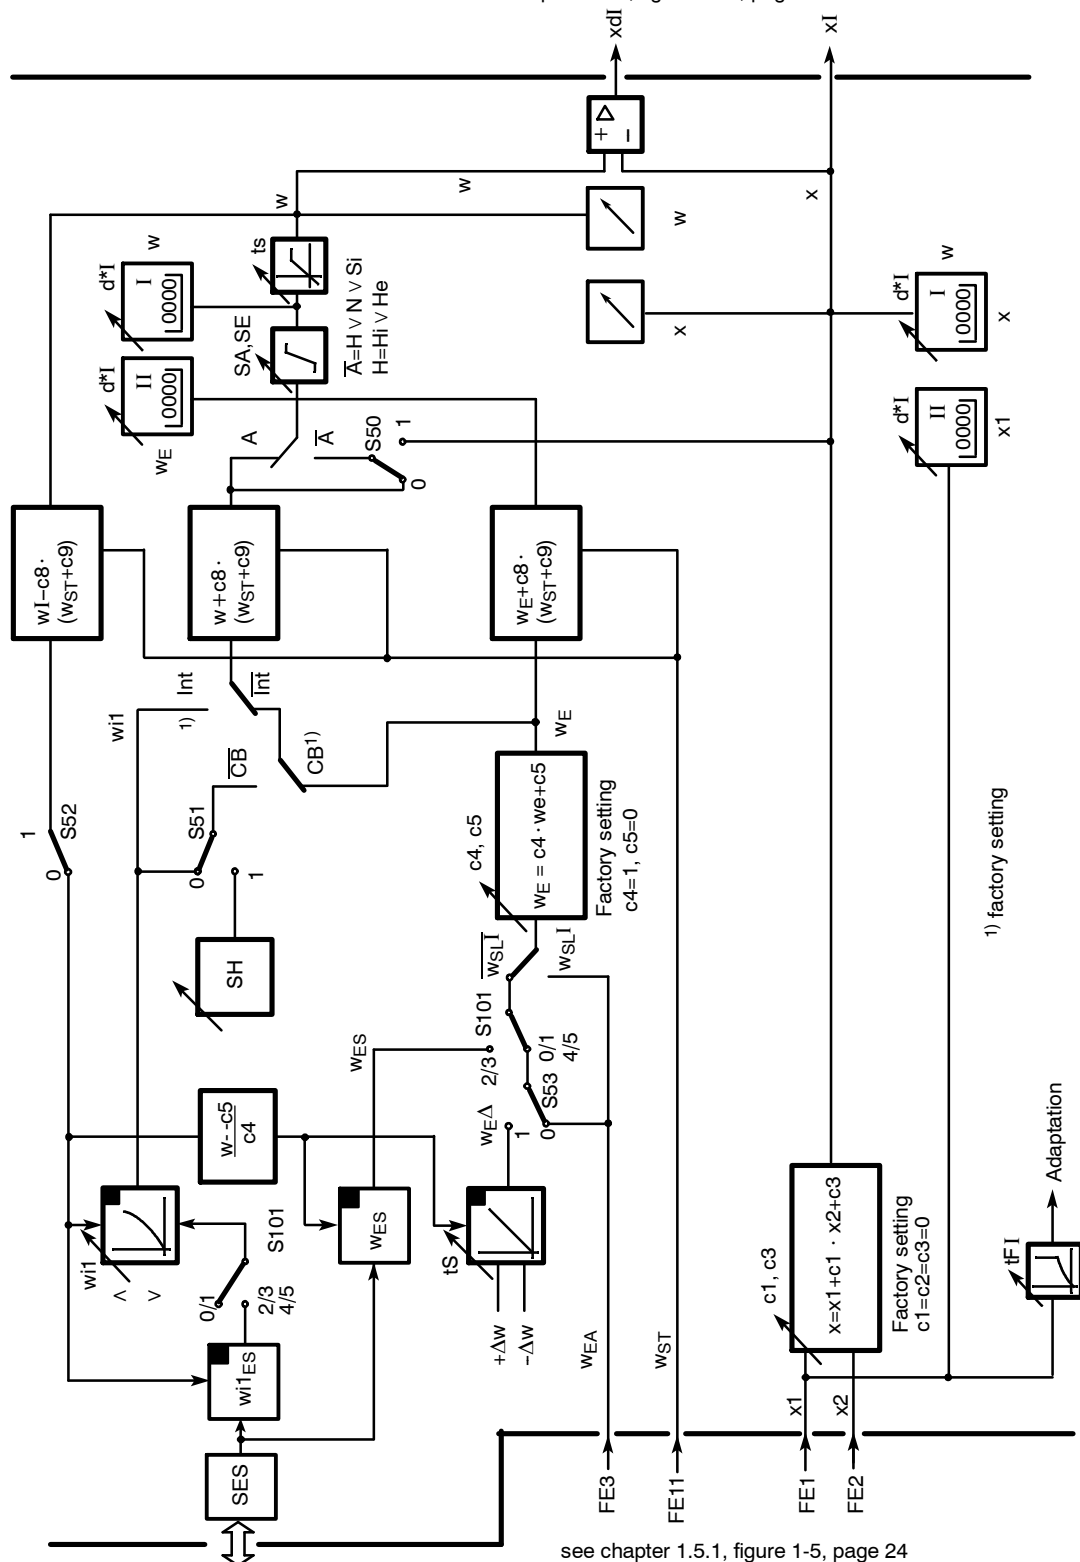 xdI
xI
w
w
x
+
−
w
x
ts
w
d*I
I
0000
SA,SE
A=H ∨ N ∨ Si
H=Hi ∨ He
d*I
II
0000
wE
A
A
S50
1
0
d*I
I
0000
w
x
d*I
II
0000
x1
wI−c8·
(wST+c9)
w+c8·
(wST+c9)
wE+c8·
(wST+c9)
wi1
Int
1)
Int
CB
CB1)
wE
1
S52
0
S51
0
1
SH
c4, c5
wE = c4·we+c5
Factory setting
c4=1, c5=0
wSLI
wSLI
S101
2/3
0/1
4/5
S53
wEΔ
1
0
wES
w--c5
c4
wi1
<
>
S101
0/1
2/3
4/5
wES
tS
+Δw
−Δw
wi1ES
SES
wEA
wST
FE3
FE11
FE1
FE2
x1
x2
c1, c3
x=x1+c1 · x2+c3
Factory setting
c1=c2=c3=0
tFI
Adaptation
1) factory setting
see chapter 1.5.1, figure 1-5, page 24